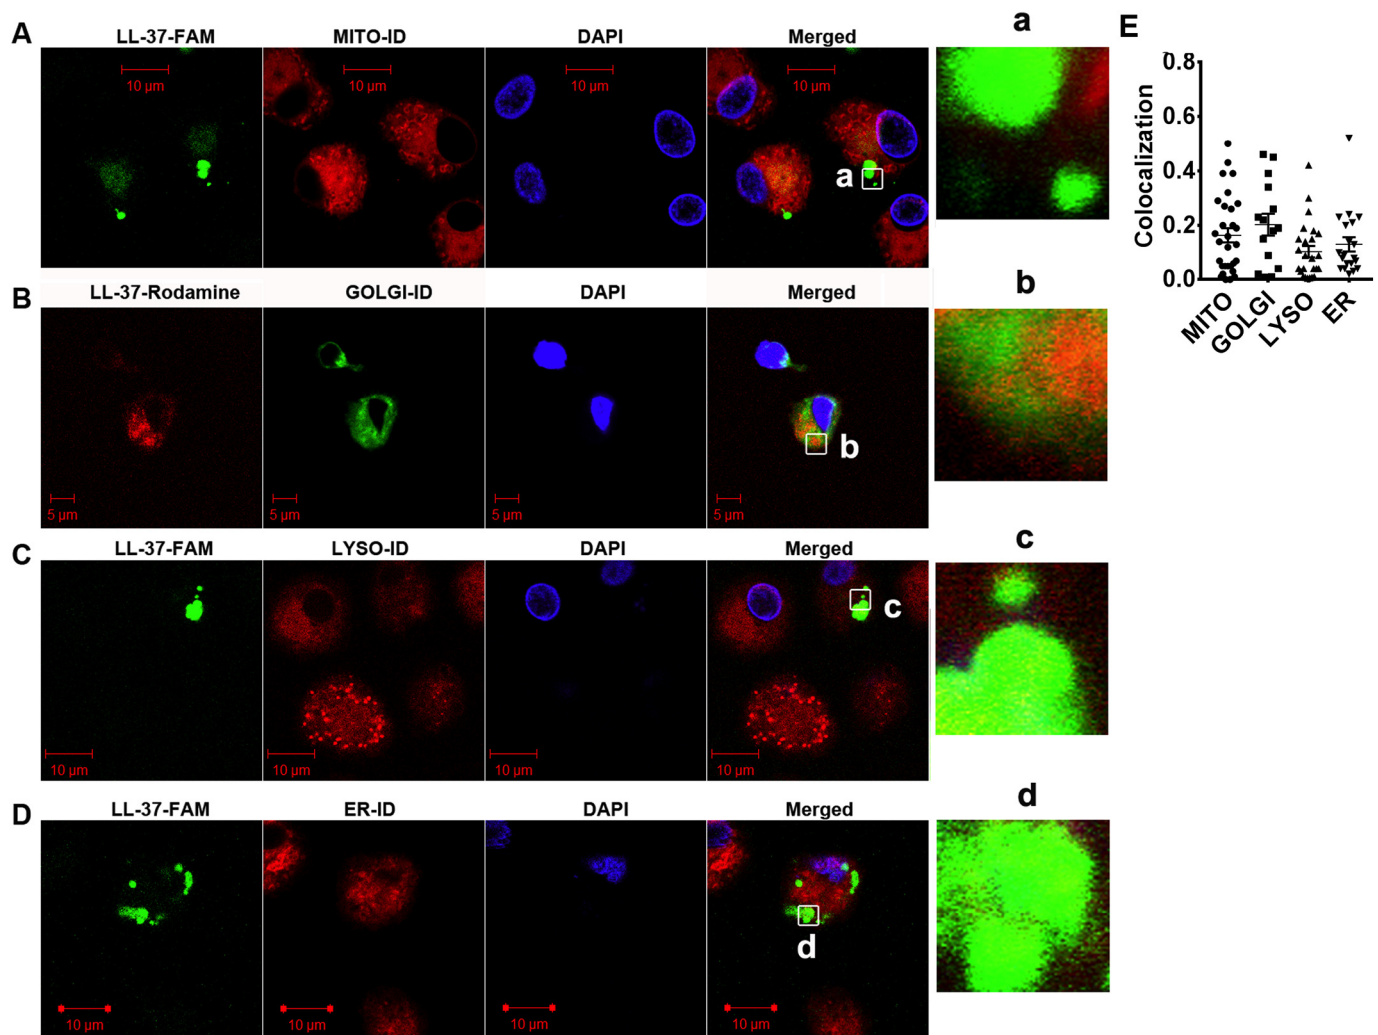 A
LL-37-FAM MITO-ID DAPI Merged
10 µm 10 µm 10 µm 10 µm
a
a
B
LL-37-Rodamine GOLGI-ID DAPI Merged
5 µm 5 µm 5 µm 5 µm
b
b
C
LL-37-FAM LYSO-ID DAPI Merged
10 µm 10 µm 10 µm 10 µm
c
c
D
LL-37-FAM ER-ID DAPI Merged
10 µm 10 µm 10 µm 10 µm
d
d
E
Colocalization
0.8
0.6
0.4
0.2
0.0
MITO GOLGI LYSO ER